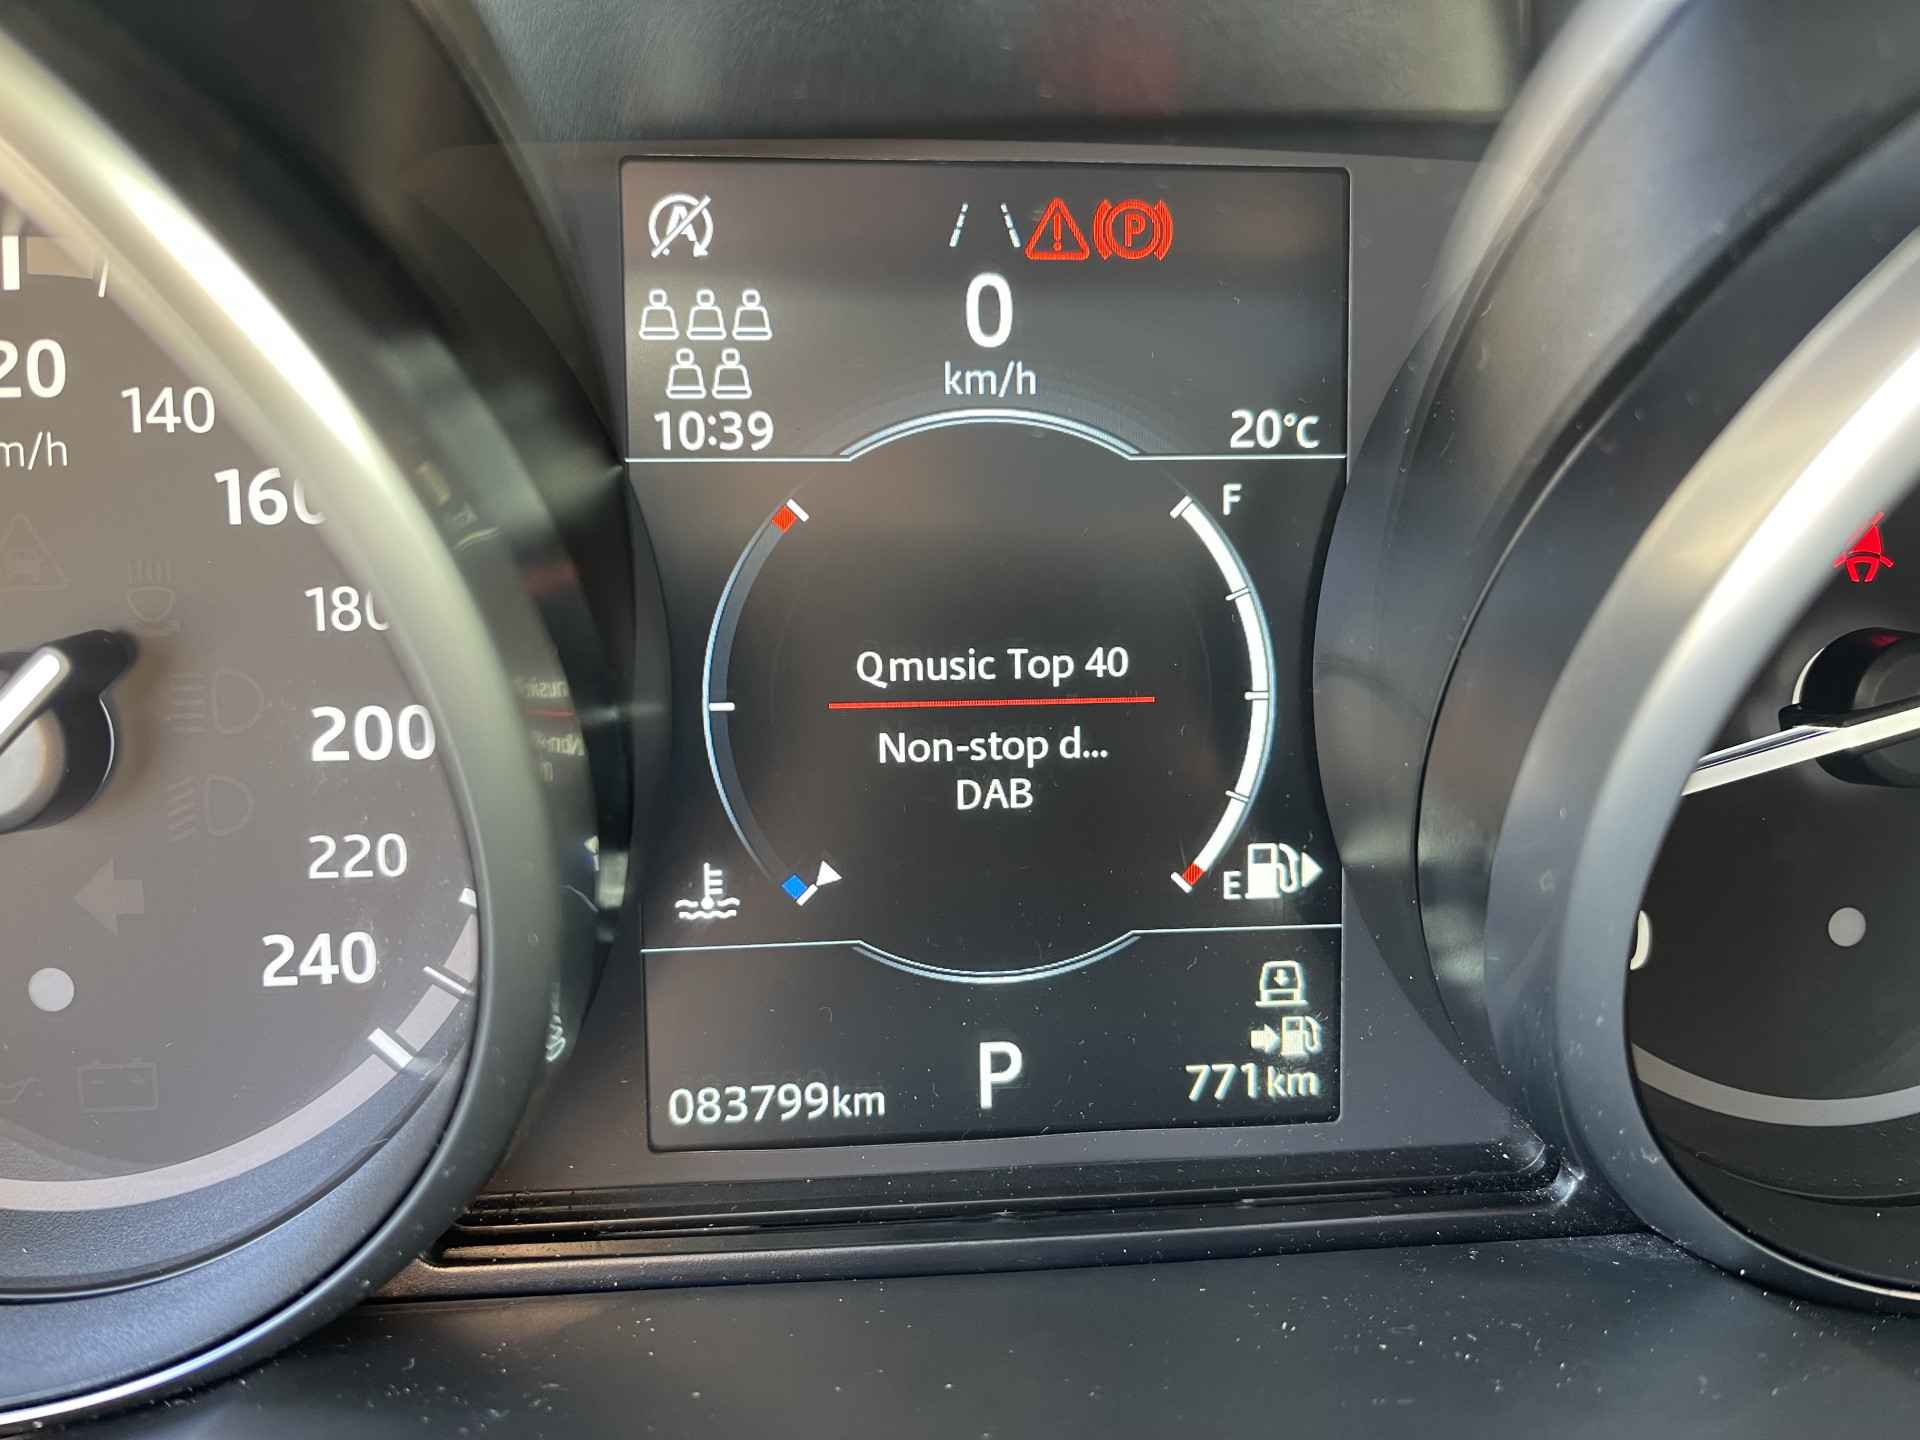 0
km/h
10:39
20°C
F
Qmusic Top 40
Non-stop d...
DAB
E
083799km
P
771km
20
m/h
140
160
180
200
220
240
P
A
0